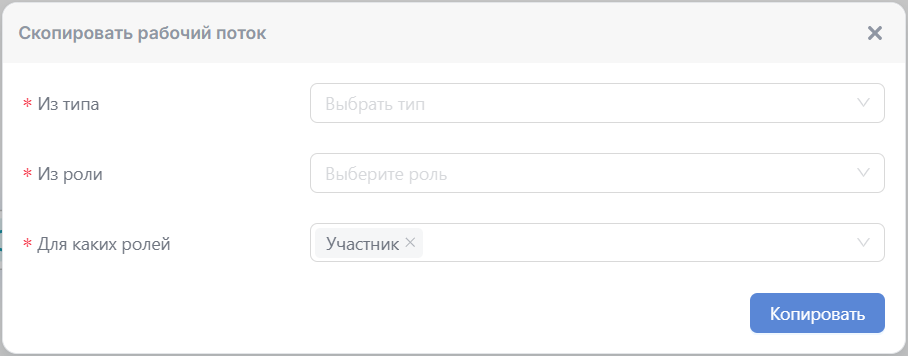 Скопировать рабочий поток
* Из типа
Выбрать тип
* Из роли
Выберите роль
* Для каких ролей
Участник
Копировать